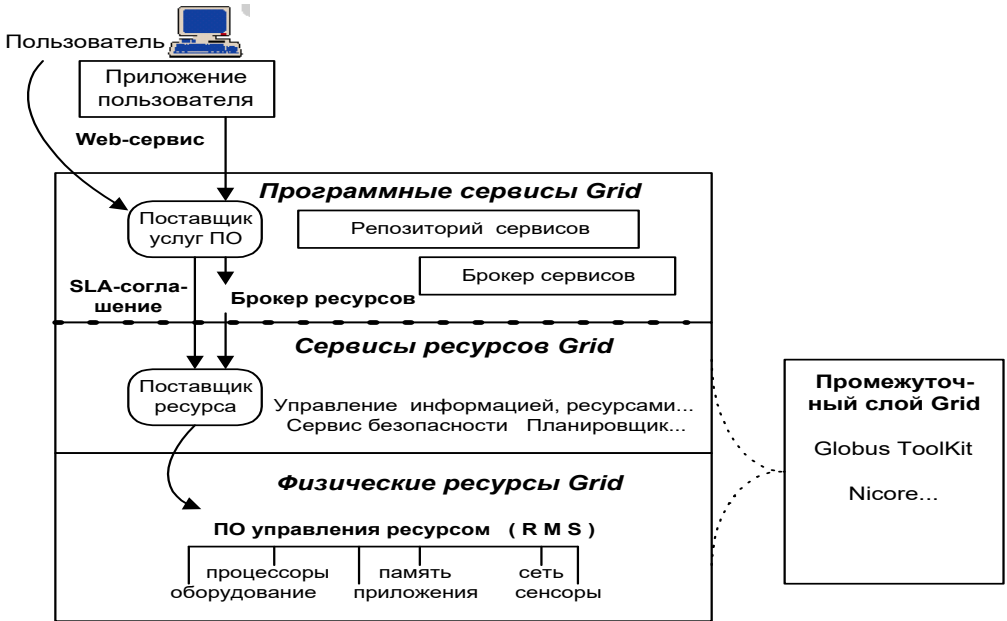 Пользователь
Приложение
пользователя
Web-сервис
Программные сервисы Grid
Поставщик
услуг ПО
Репозиторий сервисов
Брокер сервисов
SLA-согла-
шение
Брокер ресурсов
Сервисы ресурсов Grid
Поставщик
ресурса
Управление информацией, ресурсами...
Сервис безопасности Планировщик...
Физические ресурсы Grid
ПО управления ресурсом ( R M S )
процессоры память сеть
оборудование приложения сенсоры
Промежуточ-
ный слой Grid
Globus ToolKit
Nicore...